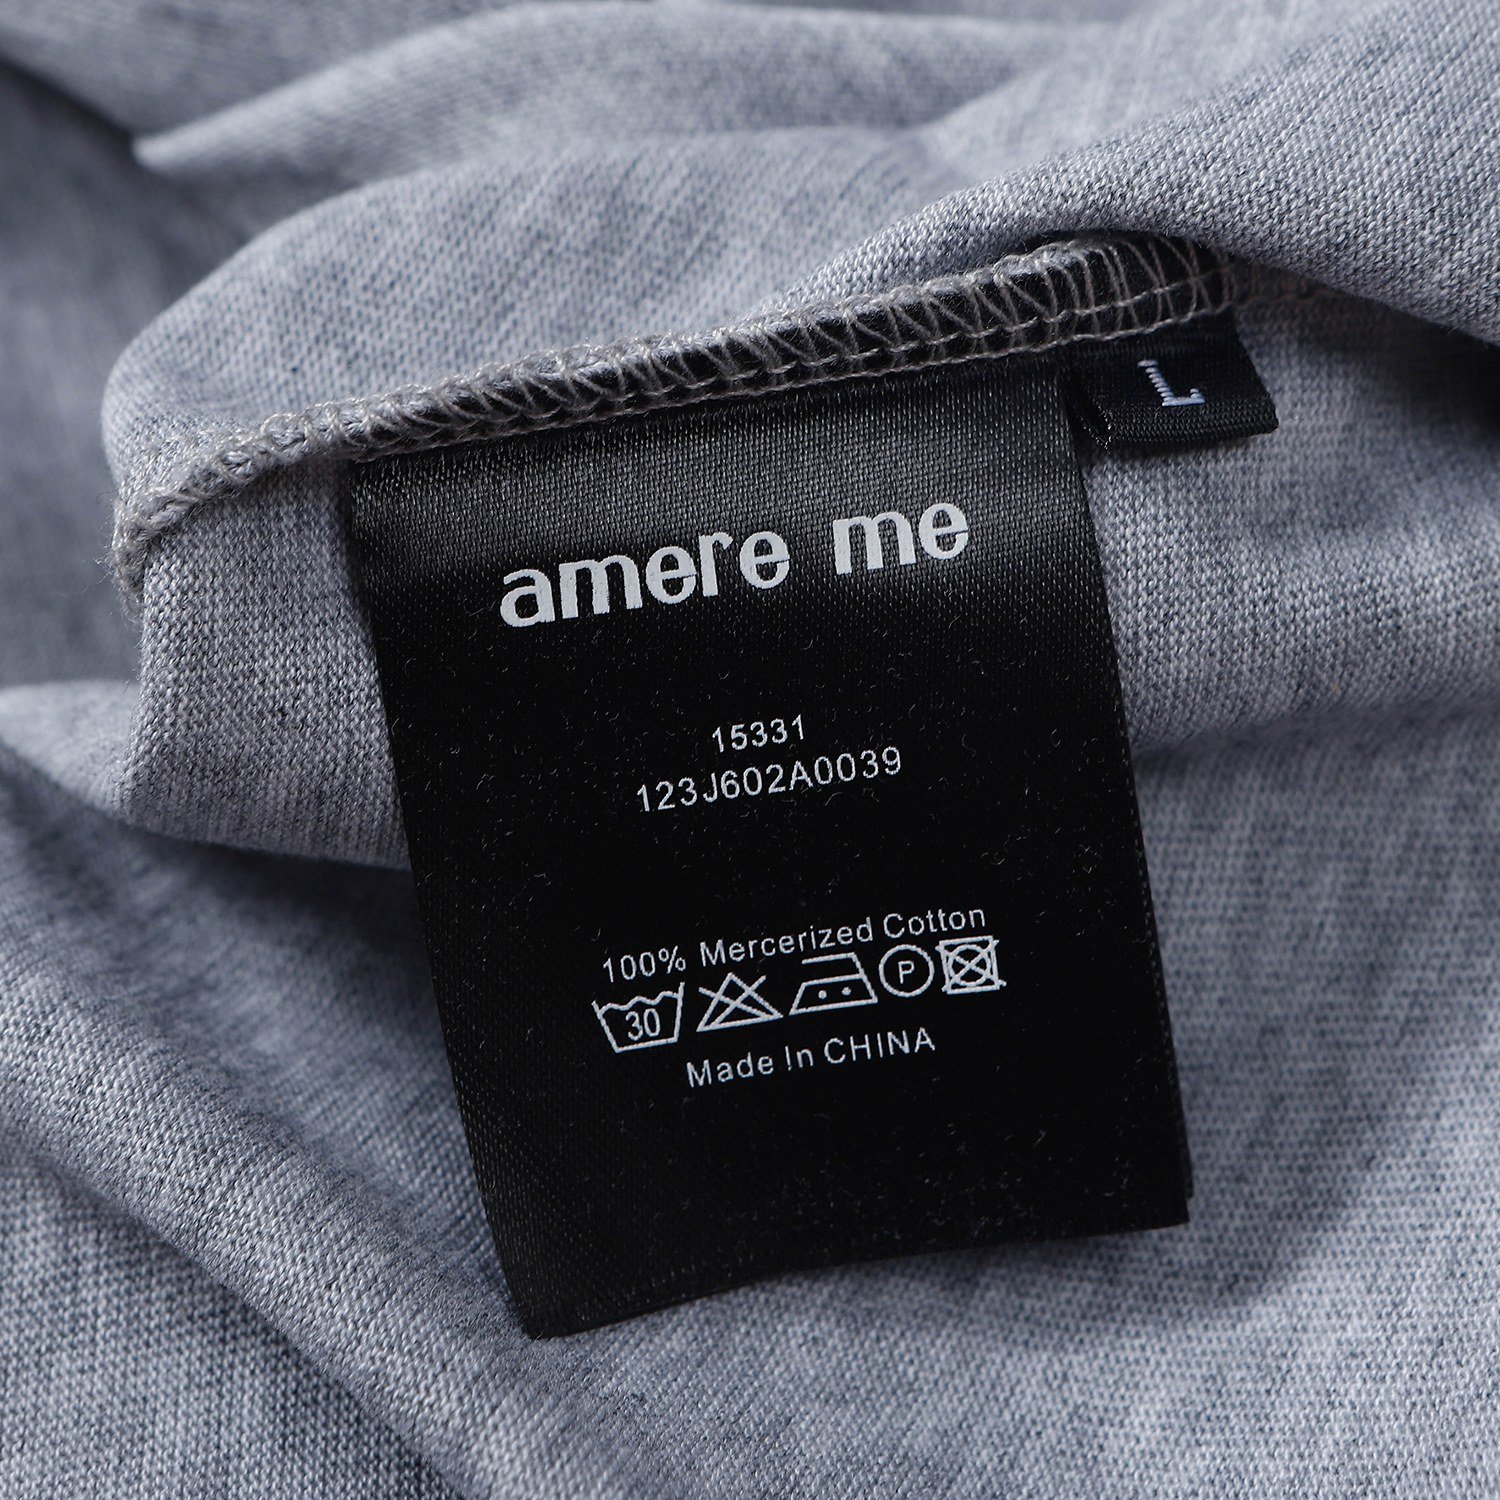 L
amere me
15331
123J602A0039
100% Mercerized Cotton
30 P
Made In CHINA